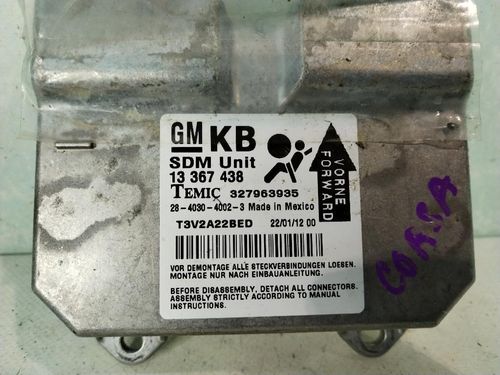 GM KB
SDM Unit
13 367 438
TEMIC 327963935
28-4030-4002-3 Made in Mexico
T3V2A22BED 22/01/12 00
VORNE
FORWARD
VOR DEMONTAGE ALLE STECKVERBINDUNGEN LOESEN.
MONTAGE NUR NACH EINBAUANLEITUNG.
BEFORE DISASSEMBLY, DETACH ALL CONNECTORS.
ASSEMBLY STRICTLY ACCORDING TO MANUAL
INSTRUCTIONS.
CORSA